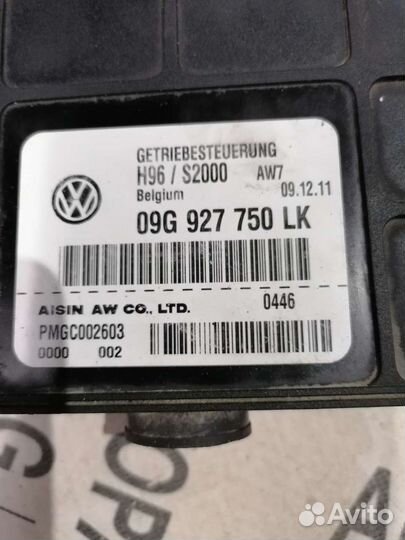 GETRIEBESTEUERUNG
H96 / S2000 AW7
Belgium 09.12.11
09G 927 750 LK
AISIN AW CO., LTD. 0446
PMGC002603
0000 002
Avito